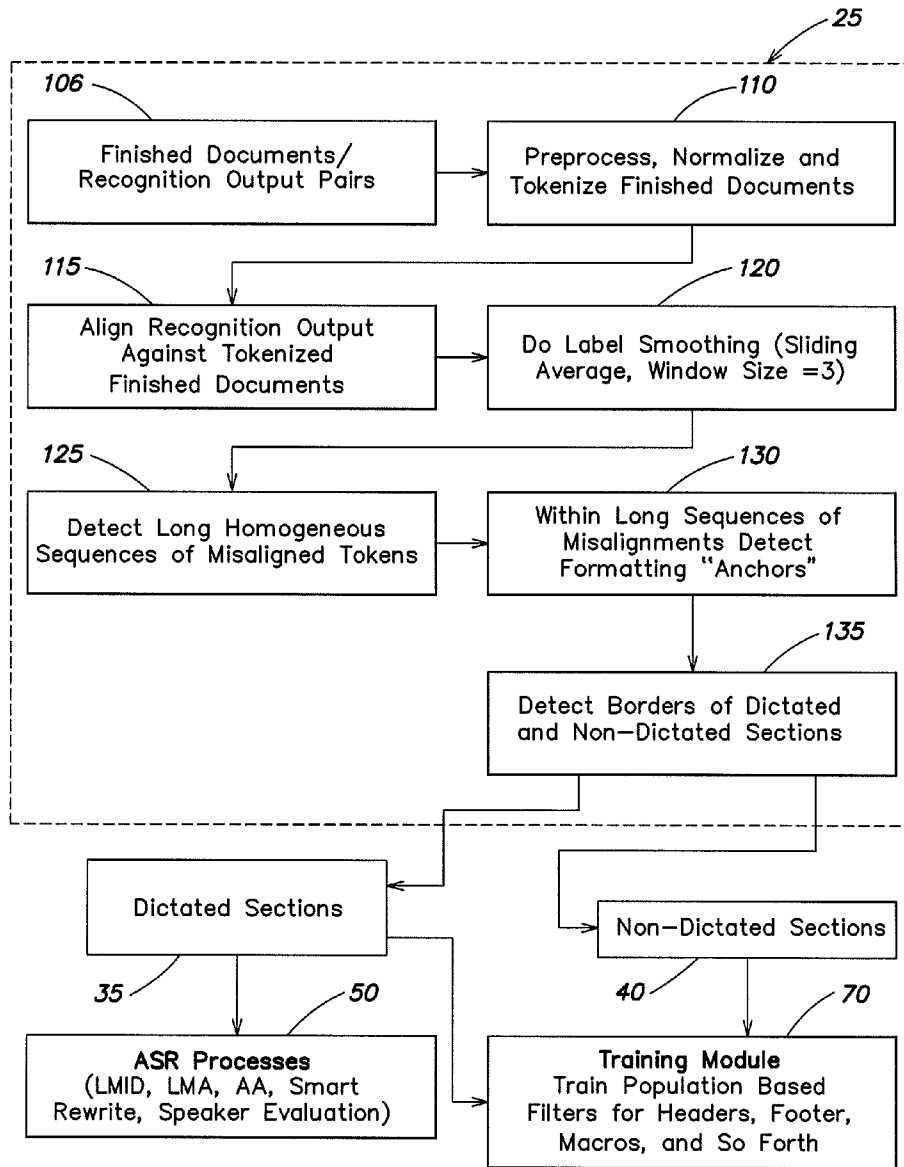 25
106
110
Finished Documents/
Recognition Output Pairs
Preprocess, Normalize and
Tokenize Finished Documents
115
120
Align Recognition Output
Against Tokenized
Finished Documents
Do Label Smoothing (Sliding
Average, Window Size =3)
125
130
Detect Long Homogeneous
Sequences of Misaligned Tokens
Within Long Sequences of
Misalignments Detect
Formatting "Anchors"
135
Detect Borders of Dictated
and Non-Dictated Sections
Dictated Sections
Non-Dictated Sections
35
50
40
70
ASR Processes
(LMID, LMA, AA, Smart
Rewrite, Speaker Evaluation)
Training Module
Train Population Based
Filters for Headers, Footer,
Macros, and So Forth